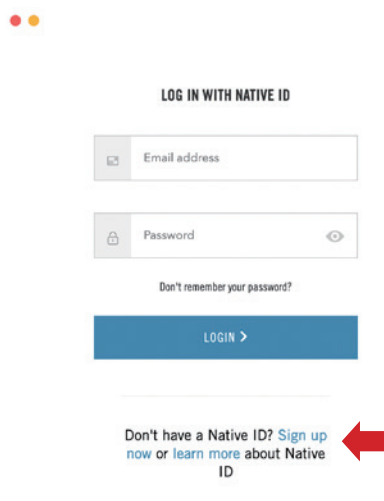 LOG IN WITH NATIVE ID
Email address
Password
Don't remember your password?
LOGIN >
Don't have a Native ID? Sign up
now or learn more about Native
ID